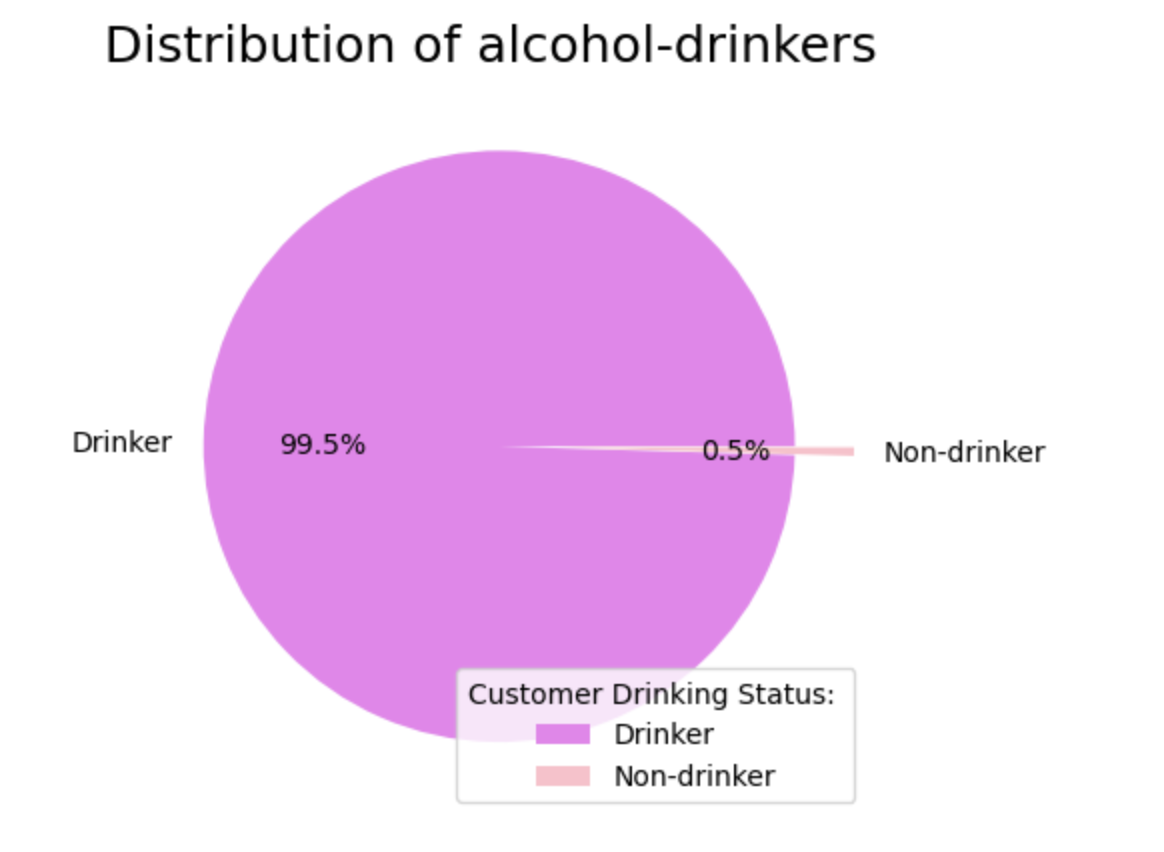 Distribution of alcohol-drinkers
Drinker
99.5%
0.5%
Non-drinker
Customer Drinking Status:
Drinker
Non-drinker